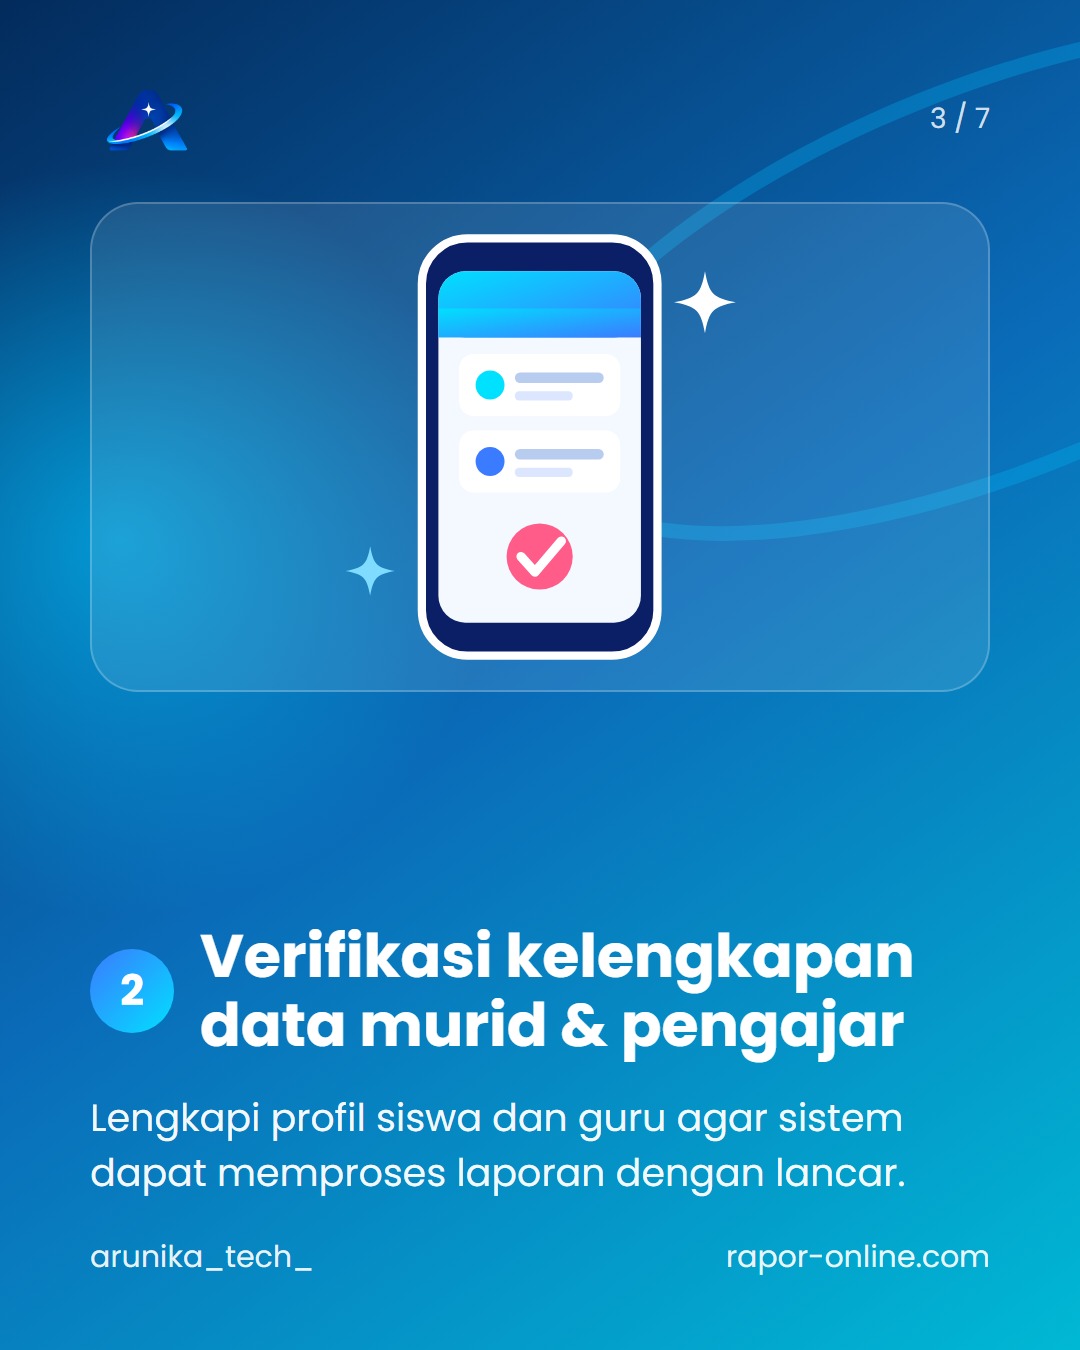 3 / 7
2
Verifikasi kelengkapan
data murid & pengajar
Lengkapi profil siswa dan guru agar sistem
dapat memproses laporan dengan lancar.
arunika_tech_
rapor-online.com